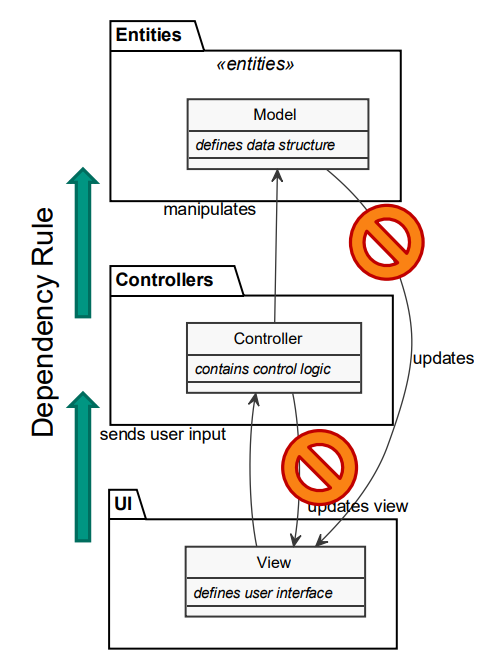 Entities
«entities»
Model
defines data structure
manipulates
Dependency Rule
Controllers
Controller
contains control logic
updates
sends user input
updates view
UI
View
defines user interface